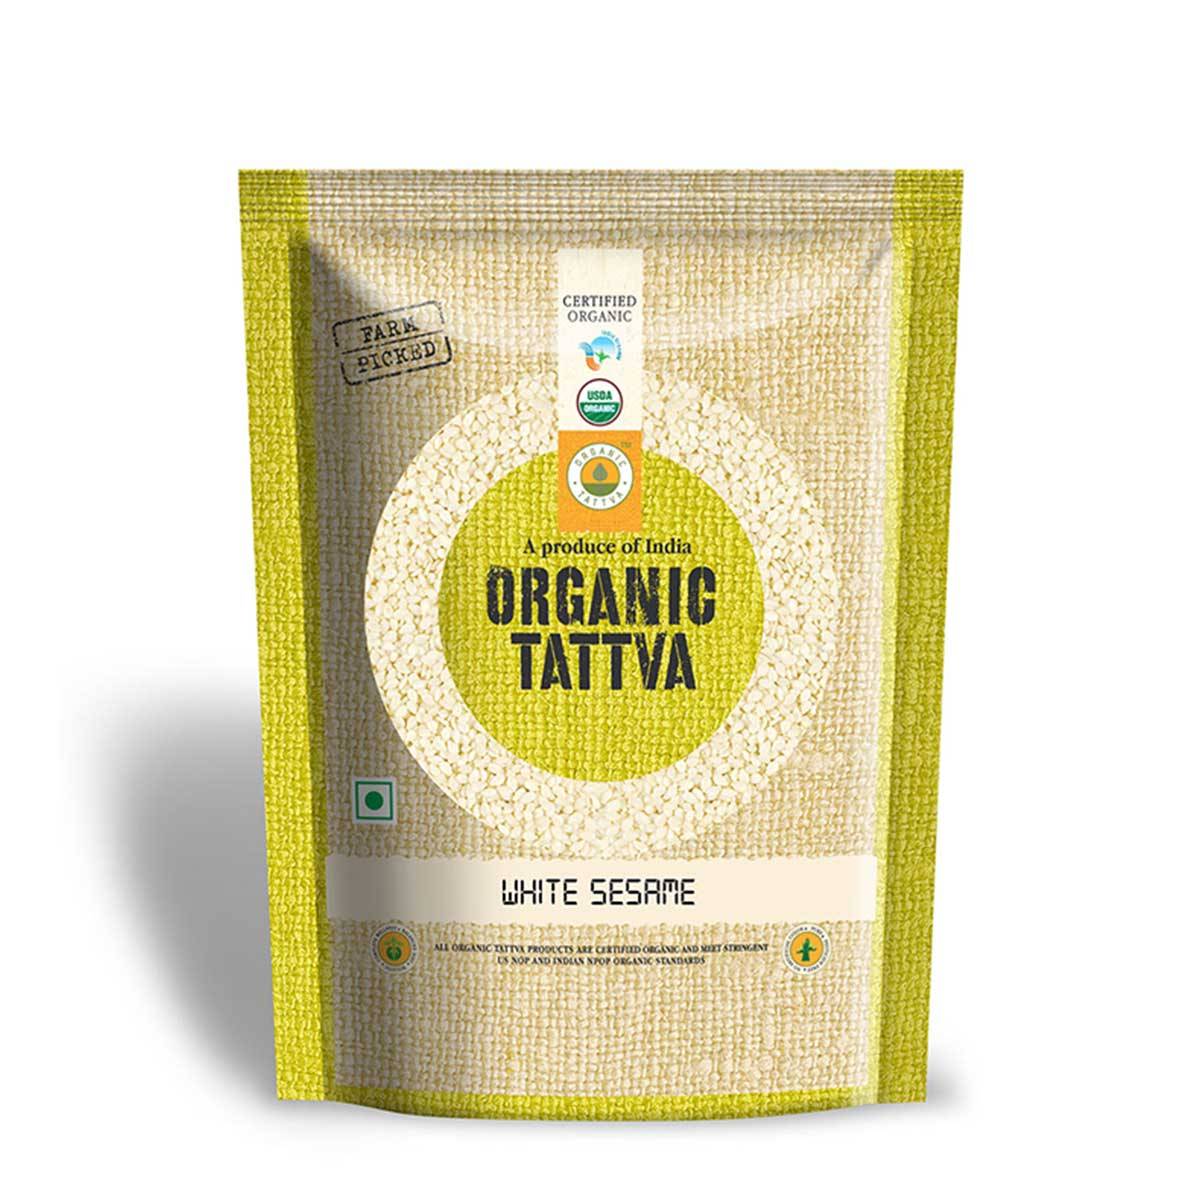 CERTIFIED
ORGANIC
FARM
PICKED
USDA
ORGANIC
ORGANIC
TATTVA
TM
A produce of India
ORGANIC
TATTVA
WHITE SESAME
ALL ORGANIC TATTVA PRODUCTS ARE CERTIFIED ORGANIC AND MEET STRINGENT
US NOP AND INDIAN NPOP ORGANIC STANDARDS